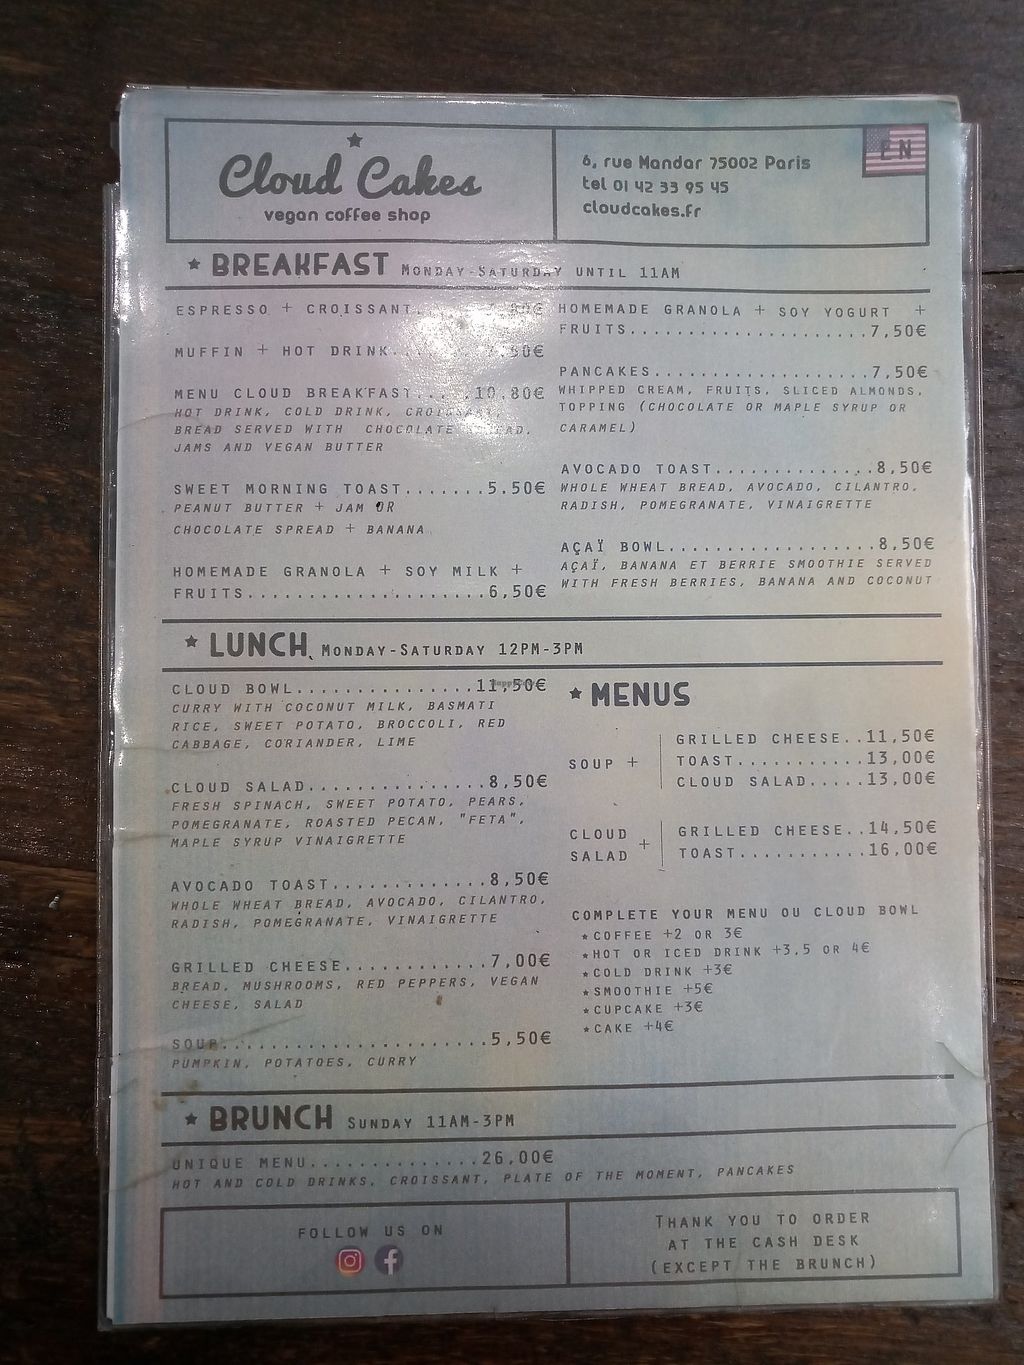 Cloud Cakes
vegan coffee shop
6, rue Mandar 75002 Paris
tel 01 42 33 95 45
cloudcakes.fr
EN
BREAKFAST MONDAY-SATURDAY UNTIL 11AM
ESPRESSO + CROISSANT
MUFFIN + HOT DRINK
MENU CLOUD BREAKFAST....10.80€
HOT DRINK, COLD DRINK, CROISSANT,
BREAD SERVED WITH CHOCOLATE
JAMS AND VEGAN BUTTER
SWEET MORNING TOAST.......5.50€
PEANUT BUTTER + JAM OR
CHOCOLATE SPREAD + BANANA
HOMEMADE GRANOLA + SOY MILK +
FRUITS....................6,50€
HOMEMADE GRANOLA + SOY YOGURT +
FRUITS....................7,50€
PANCAKES..................7,50€
WHIPPED CREAM, FRUITS, SLICED ALMONDS,
TOPPING (CHOCOLATE OR MAPLE SYRUP OR
CARAMEL)
AVOCADO TOAST..............8,50€
WHOLE WHEAT BREAD, AVOCADO, CILANTRO,
RADISH, POMEGRANATE, VINAIGRETTE
AÇAÏ BOWL..................8,50€
AÇAÏ, BANANA ET BERRIE SMOOTHIE SERVED
WITH FRESH BERRIES, BANANA AND COCONUT
LUNCH MONDAY-SATURDAY 12PM-3PM
CLOUD BOWL...............11,50€
CURRY WITH COCONUT MILK, BASMATI
RICE, SWEET POTATO, BROCCOLI, RED
CABBAGE, CORIANDER, LIME
CLOUD SALAD...............8,50€
FRESH SPINACH, SWEET POTATO, PEARS,
POMEGRANATE, ROASTED PECAN, "FETA",
MAPLE SYRUP VINAIGRETTE
AVOCADO TOAST.............8,50€
WHOLE WHEAT BREAD, AVOCADO, CILANTRO,
RADISH, POMEGRANATE, VINAIGRETTE
GRILLED CHEESE............7,00€
BREAD, MUSHROOMS, RED PEPPERS, VEGAN
CHEESE, SALAD
SOUP......................5,50€
PUMPKIN, POTATOES, CURRY
MENUS
SOUP +
GRILLED CHEESE..11,50€
TOAST...........13,00€
CLOUD SALAD.....13,00€
CLOUD
SALAD +
GRILLED CHEESE..14,50€
TOAST...........16,00€
COMPLETE YOUR MENU OU CLOUD BOWL
★COFFEE +2 OR 3€
★HOT OR ICED DRINK +3,5 OR 4€
★COLD DRINK +3€
★SMOOTHIE +5€
★CUPCAKE +3€
★CAKE +4€
BRUNCH SUNDAY 11AM-3PM
UNIQUE MENU...............26,00€
HOT AND COLD DRINKS, CROISSANT, PLATE OF THE MOMENT, PANCAKES
FOLLOW US ON
THANK YOU TO ORDER
AT THE CASH DESK
(EXCEPT THE BRUNCH)